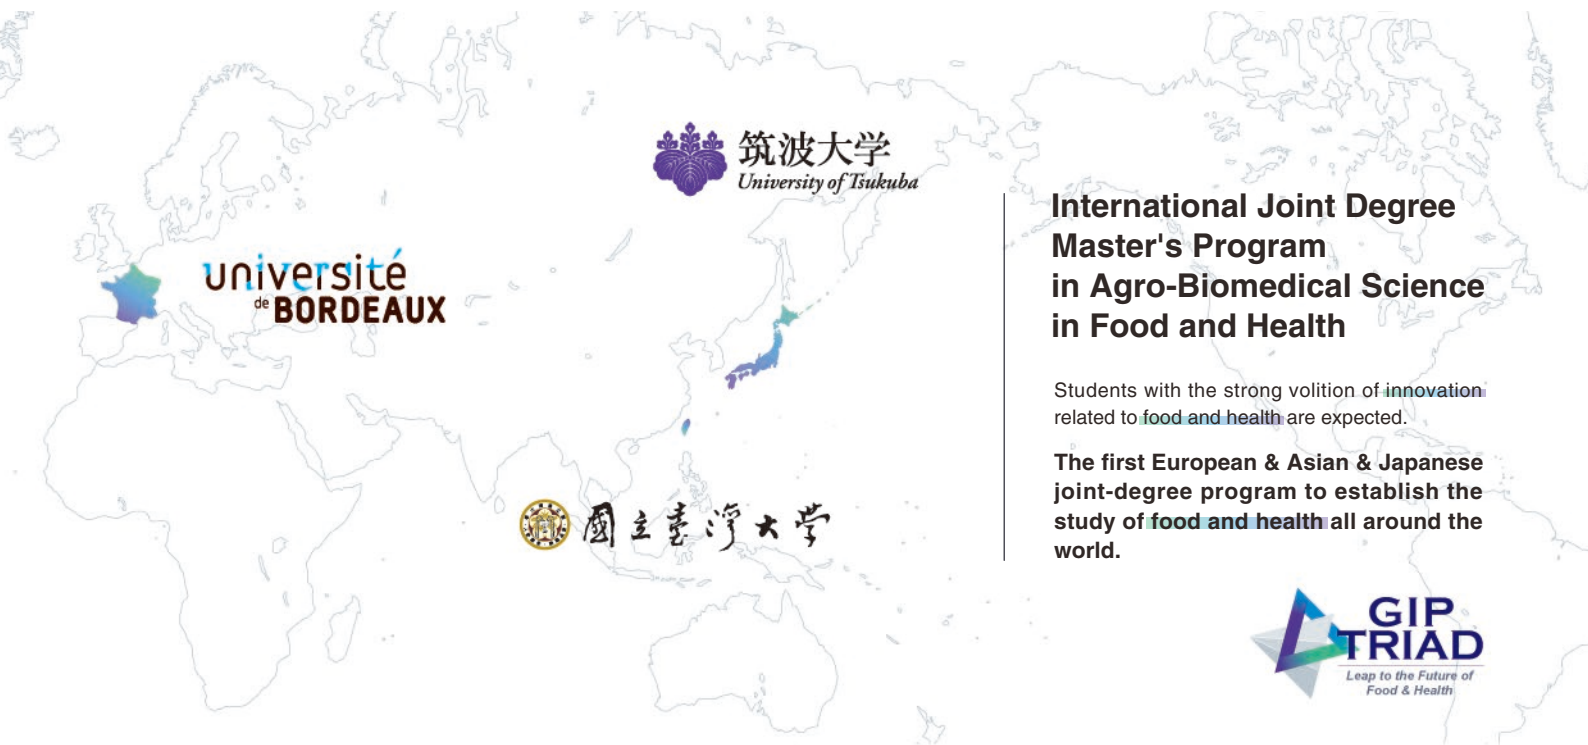 筑波大学
University of Tsukuba
université
de BORDEAUX
國立臺灣大學
International Joint Degree
Master's Program
in Agro-Biomedical Science
in Food and Health
Students with the strong volition of innovation
related to food and health are expected.
The first European & Asian & Japanese
joint-degree program to establish the
study of food and health all around the
world.
GIP
TRIAD
Leap to the Future of
Food & Health